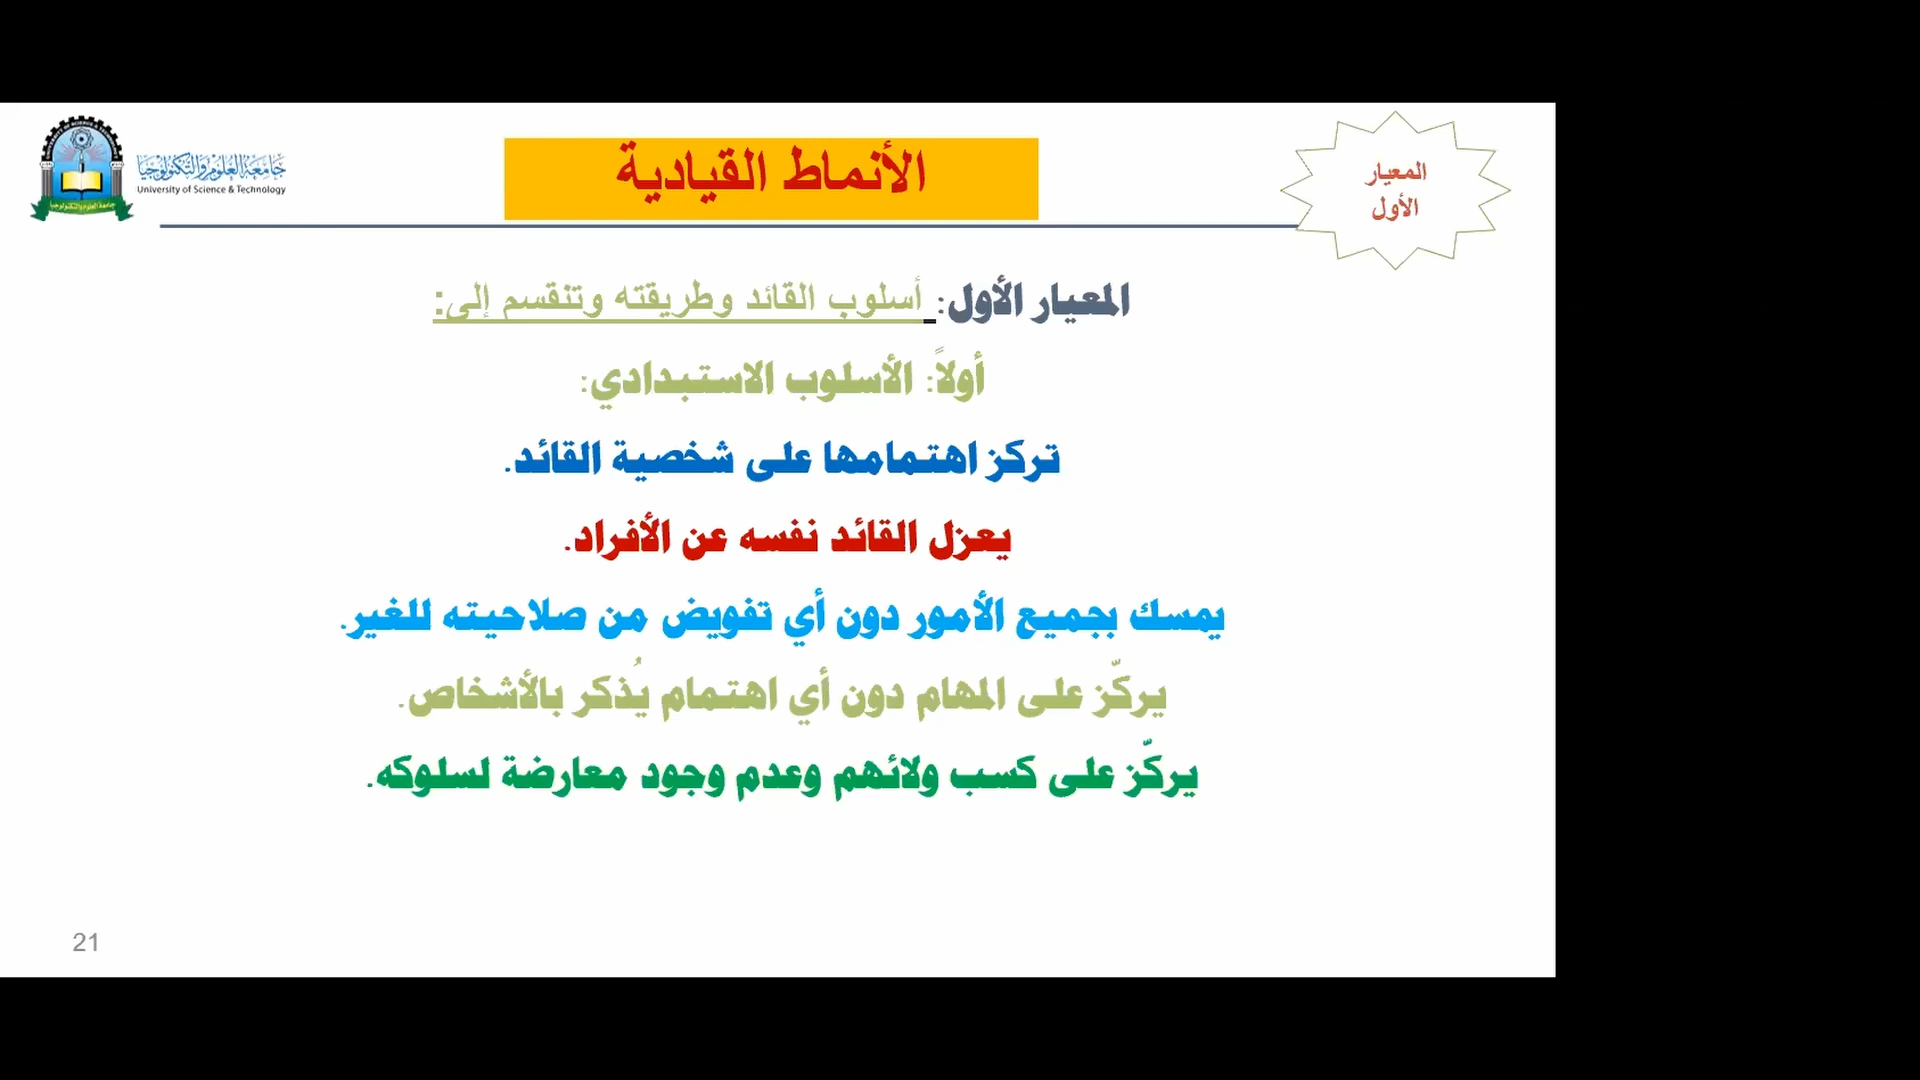 جامعة العلوم والتكنولوجيا
University of Science & Technology
الأنماط القيادية
المعيار
الأول
المعيار الأول: أسلوب القائد وطريقته وتنقسم إلى:
أولاً: الأسلوب الاستبدادي:
تركز اهتمامها على شخصية القائد.
يعزل القائد نفسه عن الأفراد.
يمسك بجميع الأمور دون أي تفويض من صلاحيته للغير.
يركّز على المهام دون أي اهتمام يُذكر بالأشخاص.
يركّز على كسب ولائهم وعدم وجود معارضة لسلوكه.
21